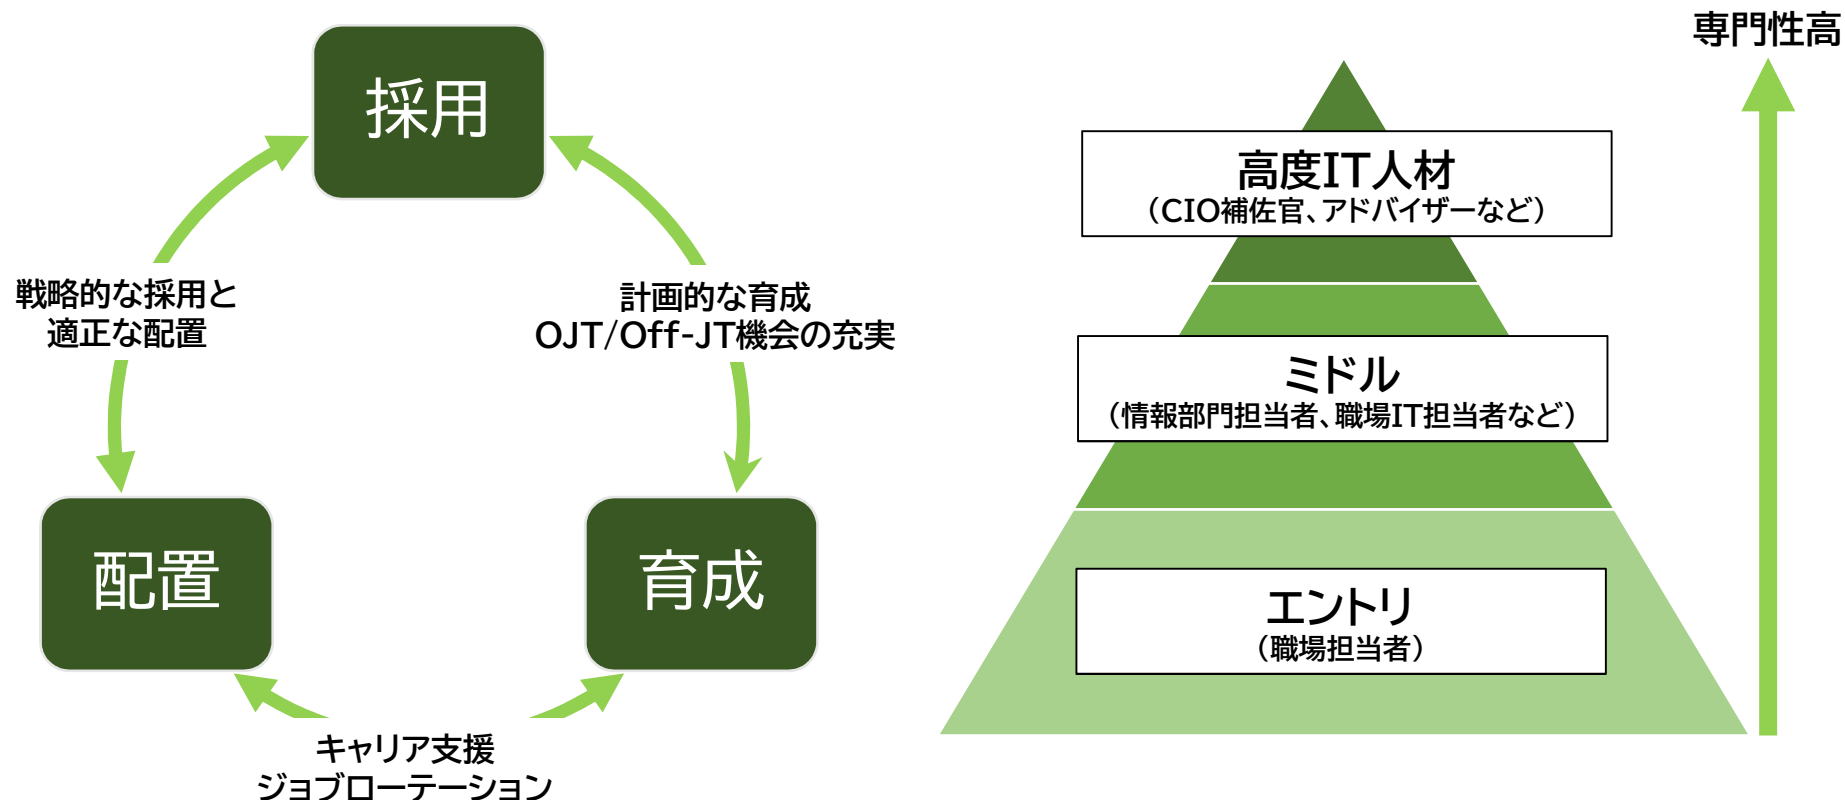 採用
戦略的な採用と
適正な配置
計画的な育成
OJT/Off-JT機会の充実
配置
育成
キャリア支援
ジョブローテーション
専門性高
高度IT人材
（CIO補佐官、アドバイザーなど）
ミドル
（情報部門担当者、職場IT担当者など）
エントリ
（職場担当者）